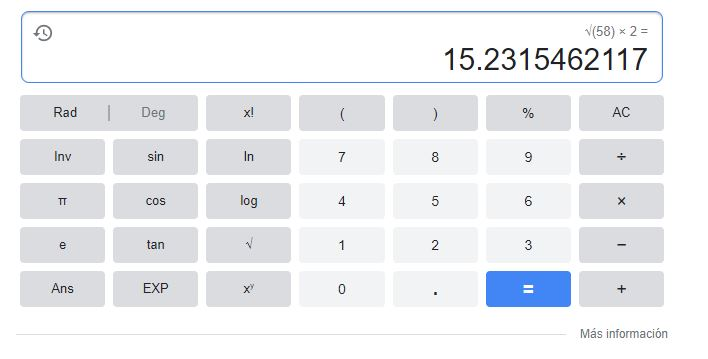 √(58) × 2 =
15.2315462117
Rad | Deg x! ( ) % AC
Inv sin ln 7 8 9 ÷
π cos log 4 5 6 ×
e tan √ 1 2 3 −
Ans EXP xʸ 0 . = +
Más información